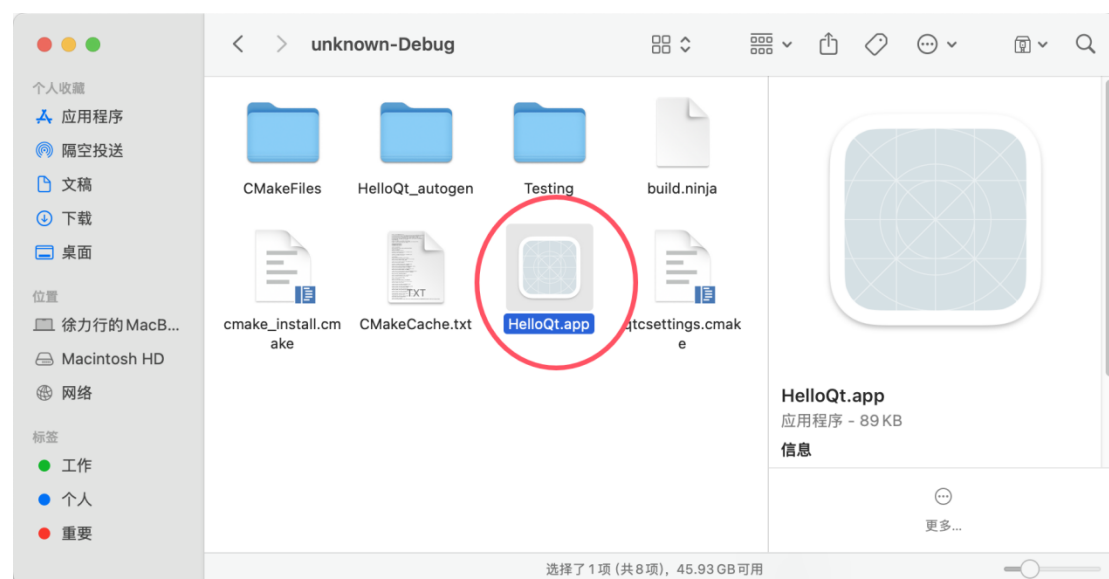 unknown-Debug
个人收藏
应用程序
隔空投送
文稿
下载
桌面
位置
徐力行的MacB...
Macintosh HD
网络
标签
工作
个人
重要
CMakeFiles
HelloQt_autogen
Testing
build.ninja
TXT
cmake_install.cm
ake
CMakeCache.txt
HelloQt.app
qtcsettings.cmak
e
HelloQt.app
应用程序 - 89 KB
信息
更多...
选择了1项 (共8项), 45.93 GB可用